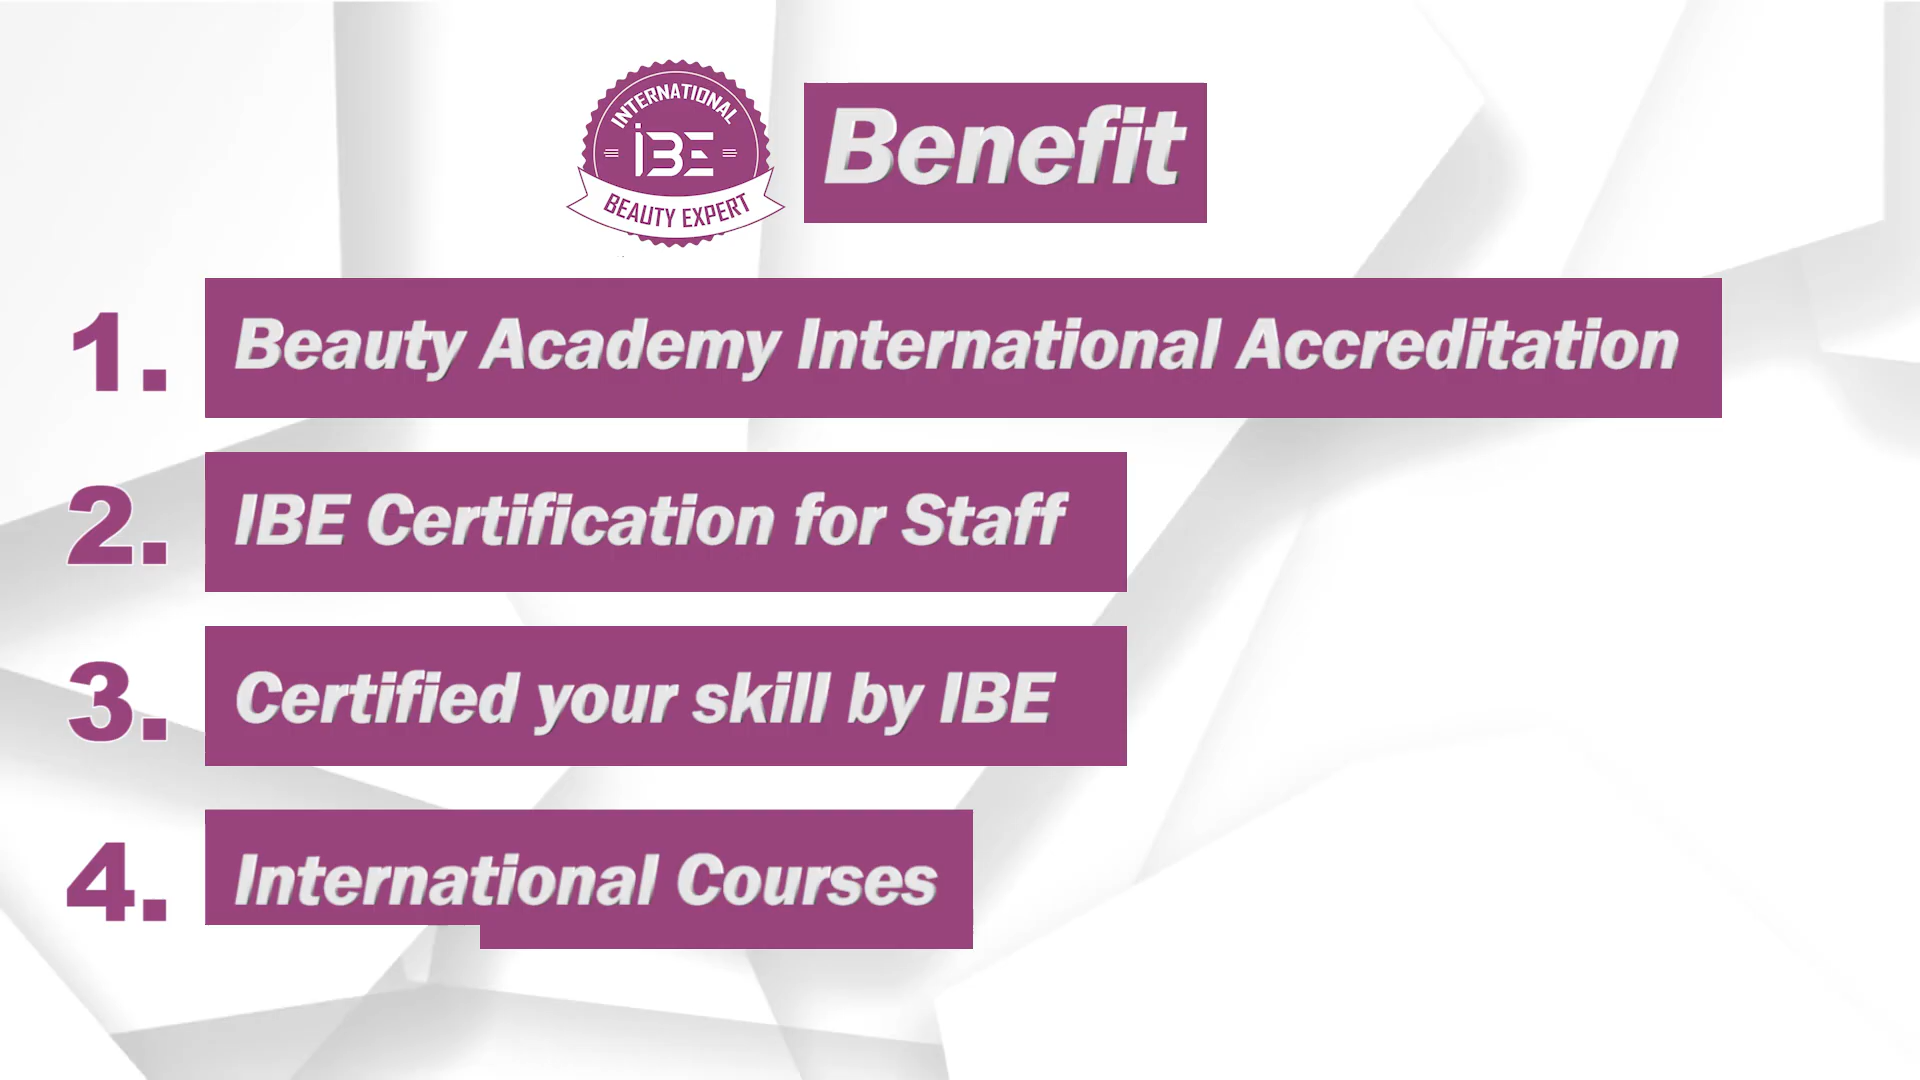 INTERNATIONAL
iBE
BEAUTY EXPERT
Benefit
1. Beauty Academy International Accreditation
2. IBE Certification for Staff
3. Certified your skill by IBE
4. International Courses